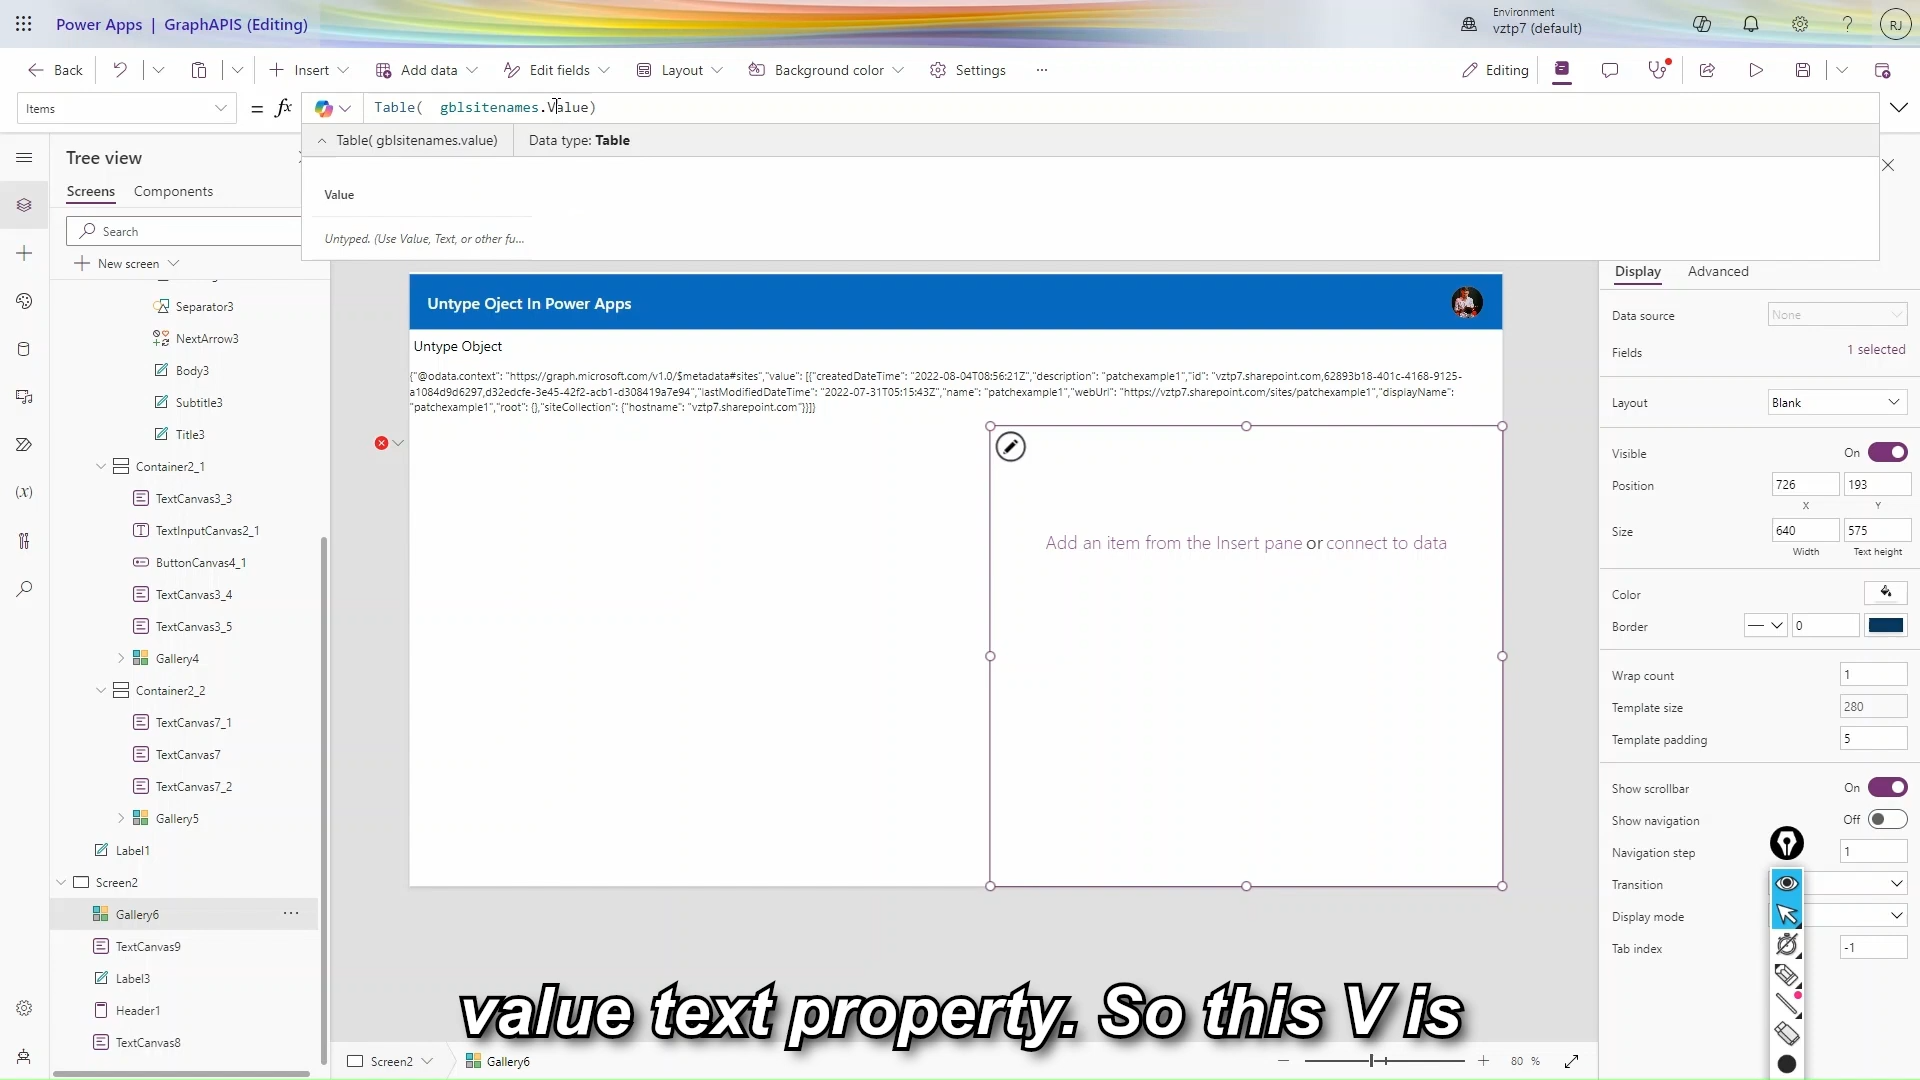 Power Apps | GraphAPIS (Editing)
Environment
vztp7 (default)
?
RJ
Back
Insert
Add data
Edit fields
Layout
Background color
Settings
...
Editing
Items
= fx
Table( gblsitenames.Value)
Table( gblsitenames.value)
Data type: Table
Value
Untyped. (Use Value, Text, or other fu...
Tree view
Screens
Components
Search
New screen
Separator3
NextArrow3
Body3
Subtitle3
Title3
Container2_1
TextCanvas3_3
TextInputCanvas2_1
ButtonCanvas4_1
TextCanvas3_4
TextCanvas3_5
Gallery4
Container2_2
TextCanvas7_1
TextCanvas7
TextCanvas7_2
Gallery5
Label1
Screen2
Gallery6
...
TextCanvas9
Label3
Header1
TextCanvas8
(x)
Untype Oject In Power Apps
Untype Object
{"@odata.context": "https://graph.microsoft.com/v1.0/$metadata#sites","value": [{"createdDateTime": "2022-08-04T08:56:21Z","description": "patchexample1","id": "vztp7.sharepoint.com,62893b18-401c-4168-9125-
a1084d9d6297,d32edcfe-3e45-42f2-acb1-d308419a7e94","lastModifiedDateTime": "2022-07-31T05:15:43Z","name": "patchexample1","webUrl": "https://vztp7.sharepoint.com/sites/patchexample1","displayName":
"patchexample1","root": {},"siteCollection": {"hostname": "vztp7.sharepoint.com"}}]}
Add an item from the Insert pane or connect to data
Display
Advanced
Data source
None
Fields
1 selected
Layout
Blank
Visible
On
Position
726
193
X
Y
Size
640
575
Width
Text height
Color
Border
0
Wrap count
1
Template size
280
Template padding
5
Show scrollbar
On
Show navigation
Off
Navigation step
1
Transition
Display mode
Tab index
-1
value text property. So this V is
Screen2
Gallery6
80 %